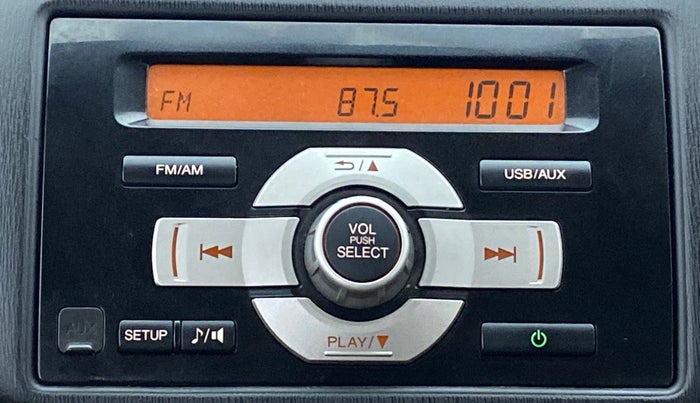 FM 87.5 1001
FM/AM
USB/AUX
VOL
PUSH
SELECT
AUX
SETUP
PLAY/